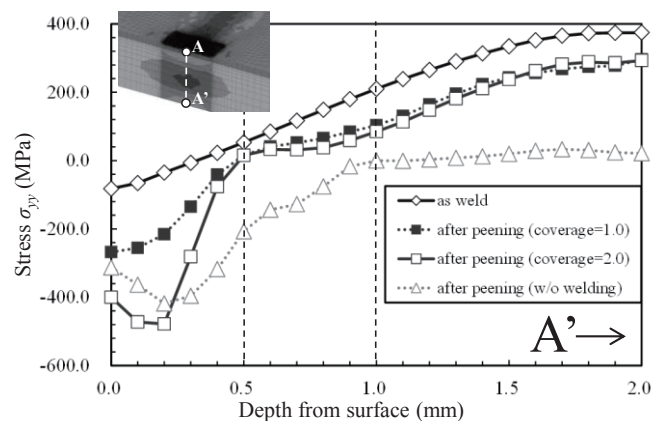 400.0
200.0
0.0
-200.0
-400.0
-600.0
Stress σyy (MPa)
A
A'
as weld
after peening (coverage=1.0)
after peening (coverage=2.0)
after peening (w/o welding)
A' →
0.0 0.5 1.0 1.5 2.0
Depth from surface (mm)